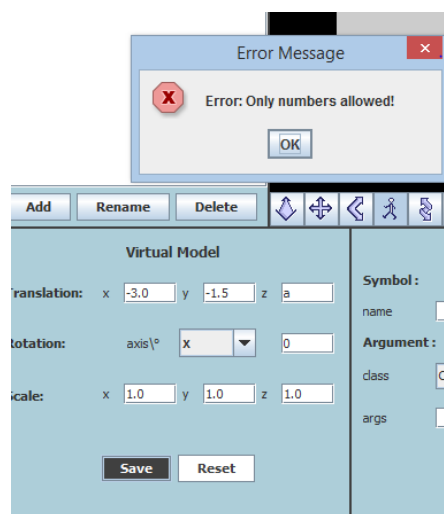 Error Message
Error: Only numbers allowed!
OK
Add Rename Delete
Virtual Model
Translation: x -3.0 y -1.5 z a
Rotation: axis\° x 0
Scale: x 1.0 y 1.0 z 1.0
Save Reset
Symbol :
name
Argument :
class
args